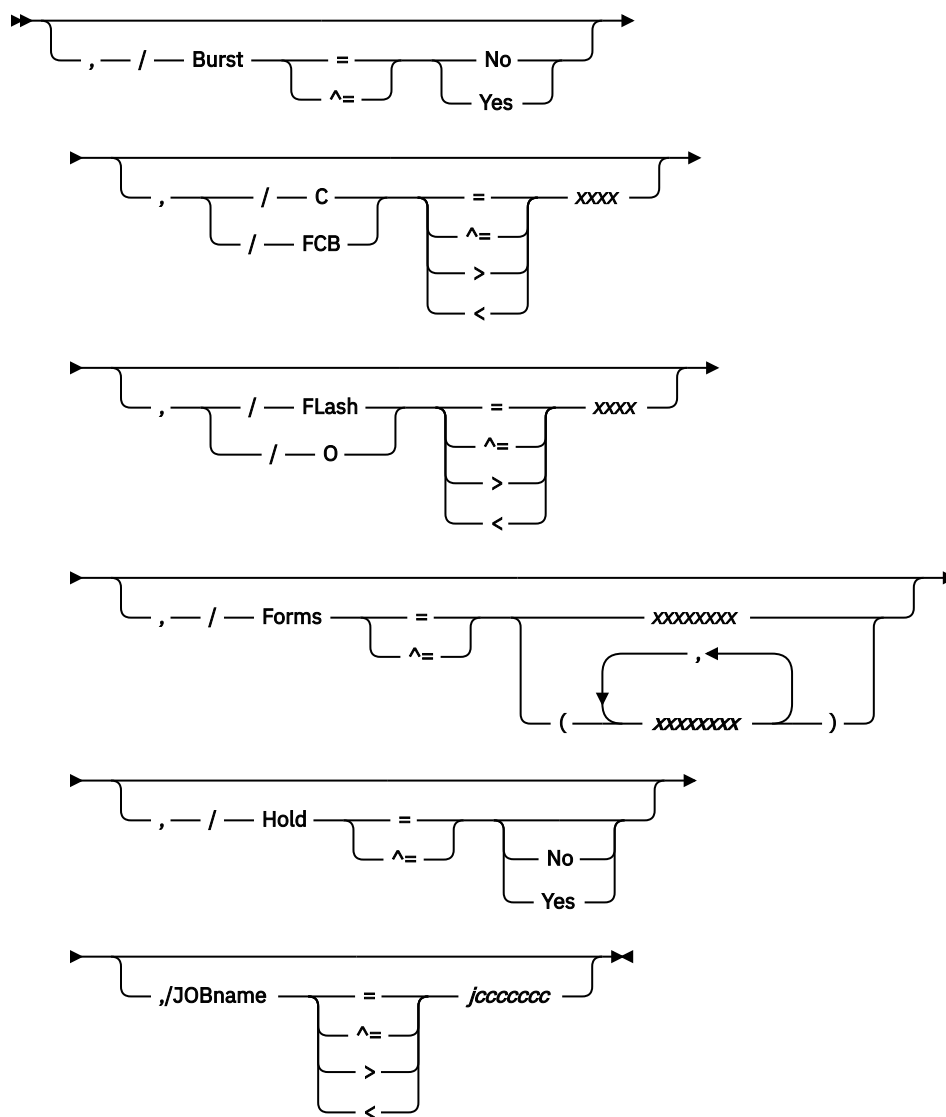 , / Burst = No
^= Yes
, / C = xxxx
/ FCB ^=
>
<
, / FLash = xxxx
/ O ^=
>
<
, / Forms = xxxxxxxx
^= ,
( xxxxxxxx )
, / Hold =
^= No
Yes
,/JOBname = jccccccc
^=
>
<